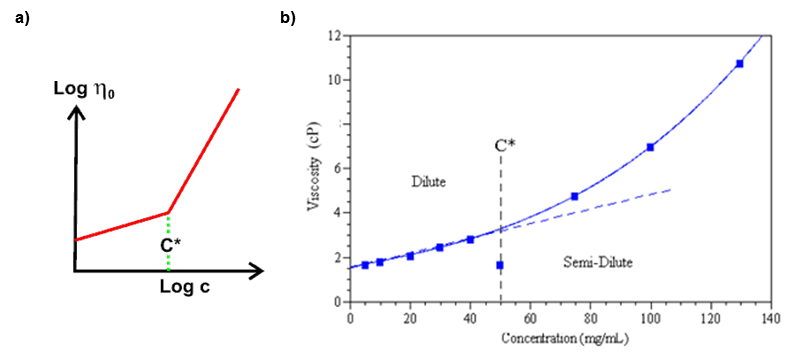 a)
Log η₀
C*
Log c
b)
12
10
8
6
4
2
0
Viscosity (cP)
C*
Dilute
Semi-Dilute
0 20 40 60 80 100 120 140
Concentration (mg/mL)